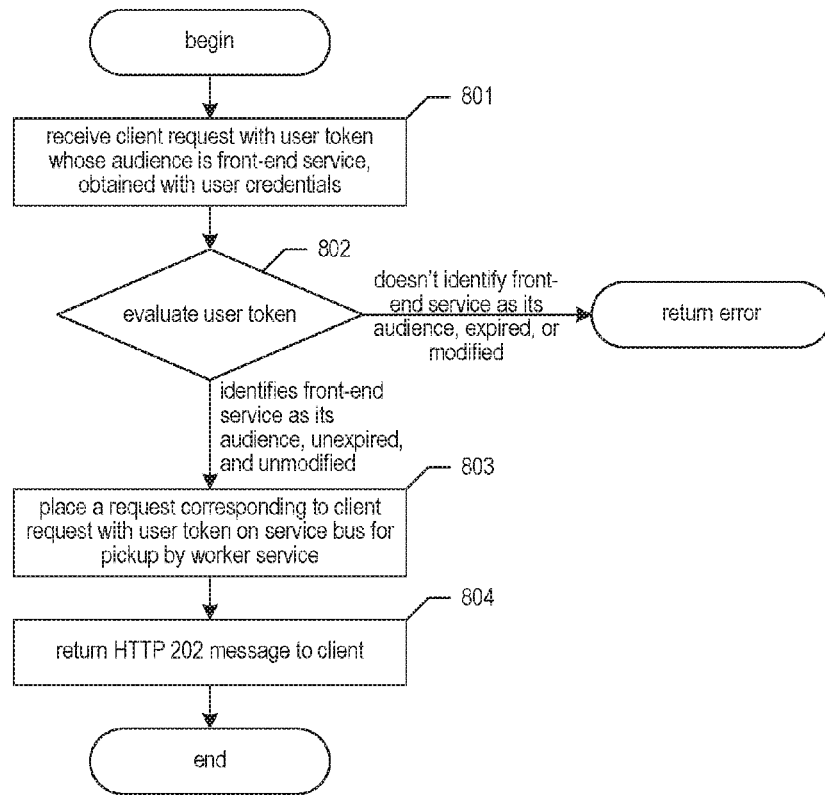 begin
801
receive client request with user token
whose audience is front-end service,
obtained with user credentials
802
evaluate user token
doesn't identify front-
end service as its
audience, expired, or
modified
return error
identifies front-end
service as its
audience, unexpired,
and unmodified
803
place a request corresponding to client
request with user token on service bus for
pickup by worker service
804
return HTTP 202 message to client
end